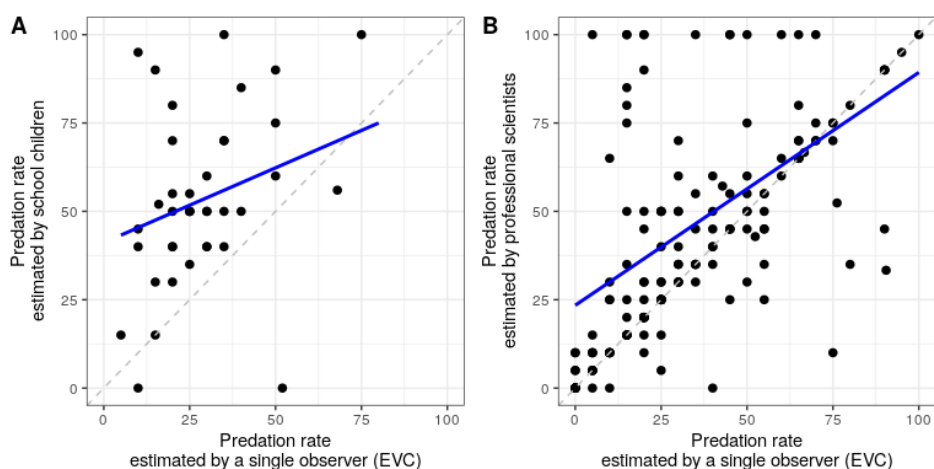 A
100
75
50
25
0
0
25
50
75
100
Predation rate
estimated by school children
Predation rate
estimated by a single observer (EVC)
B
100
75
50
25
0
0
25
50
75
100
Predation rate
estimated by professional scientists
Predation rate
estimated by a single observer (EVC)